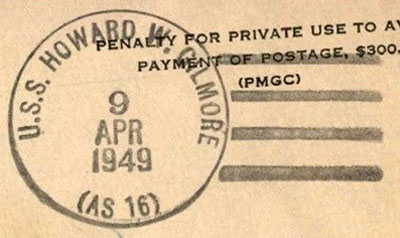 PENALTY FOR PRIVATE USE TO AV
PAYMENT OF POSTAGE, $300.
(PMGC)
U.S.S. HOWARD W. GILMORE
9
APR
1949
(AS 16)